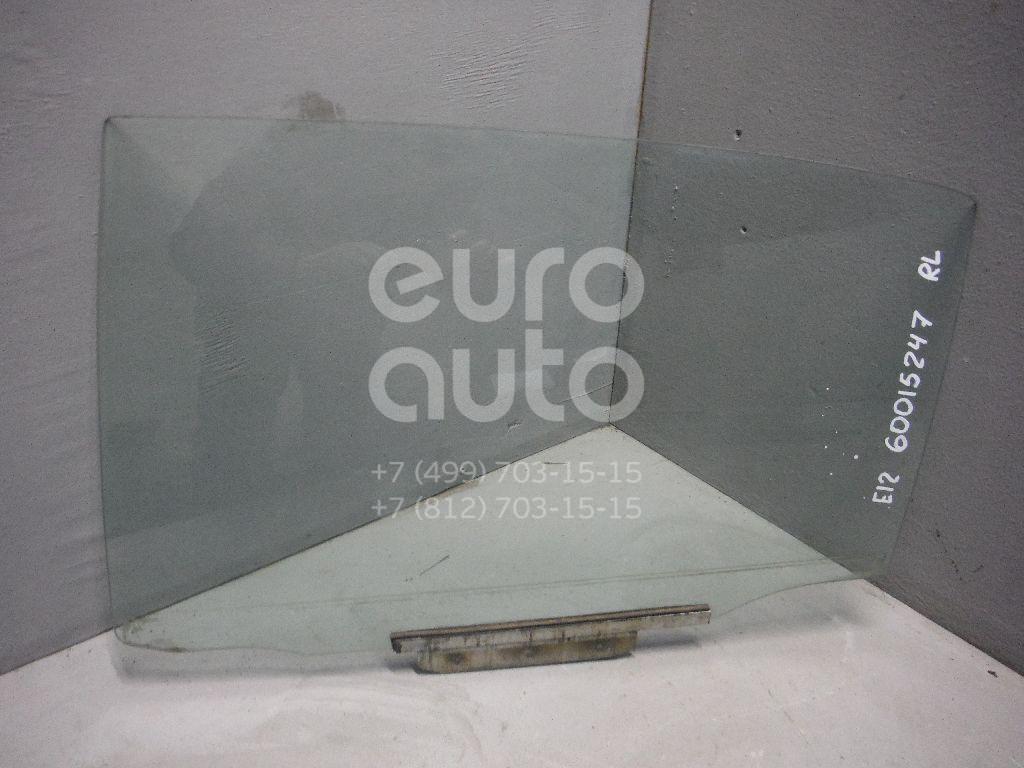 euro
auto
+7 (499) 703-15-15
+7 (812) 703-15-15
E12 60015247 RL